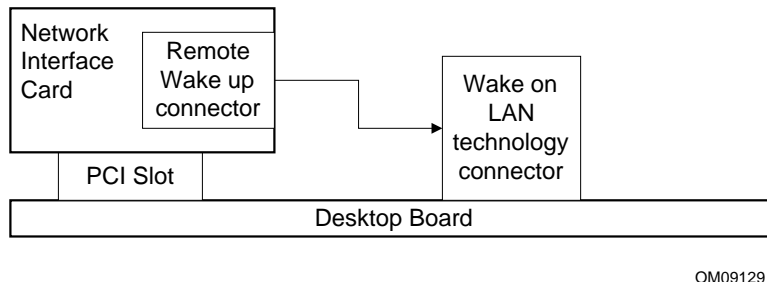 Network
Interface
Card
Remote
Wake up
connector
Wake on
LAN
technology
connector
PCI Slot
Desktop Board
OM09129